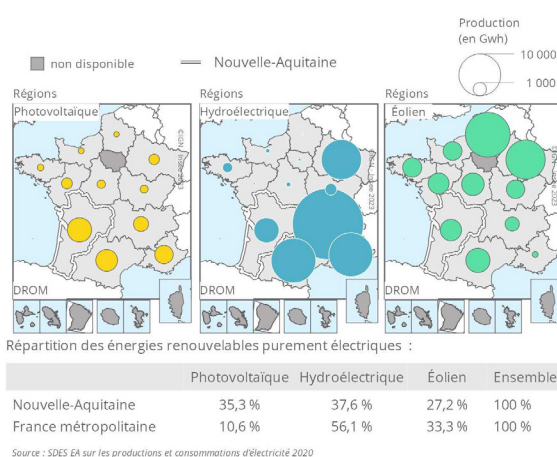 Production
(en Gwh)
10 000
1 000
non disponible
Nouvelle-Aquitaine
Régions
Photovoltaïque
DROM
Régions
Hydroélectrique
DROM
Régions
Éolien
DROM
Répartition des énergies renouvelables purement électriques :
Photovoltaïque Hydroélectrique Éolien Ensemble
Nouvelle-Aquitaine 35,3 % 37,6 % 27,2 % 100 %
France métropolitaine 10,6 % 56,1 % 33,3 % 100 %
Source : SDES EA sur les productions et consommations d'électricité 2020